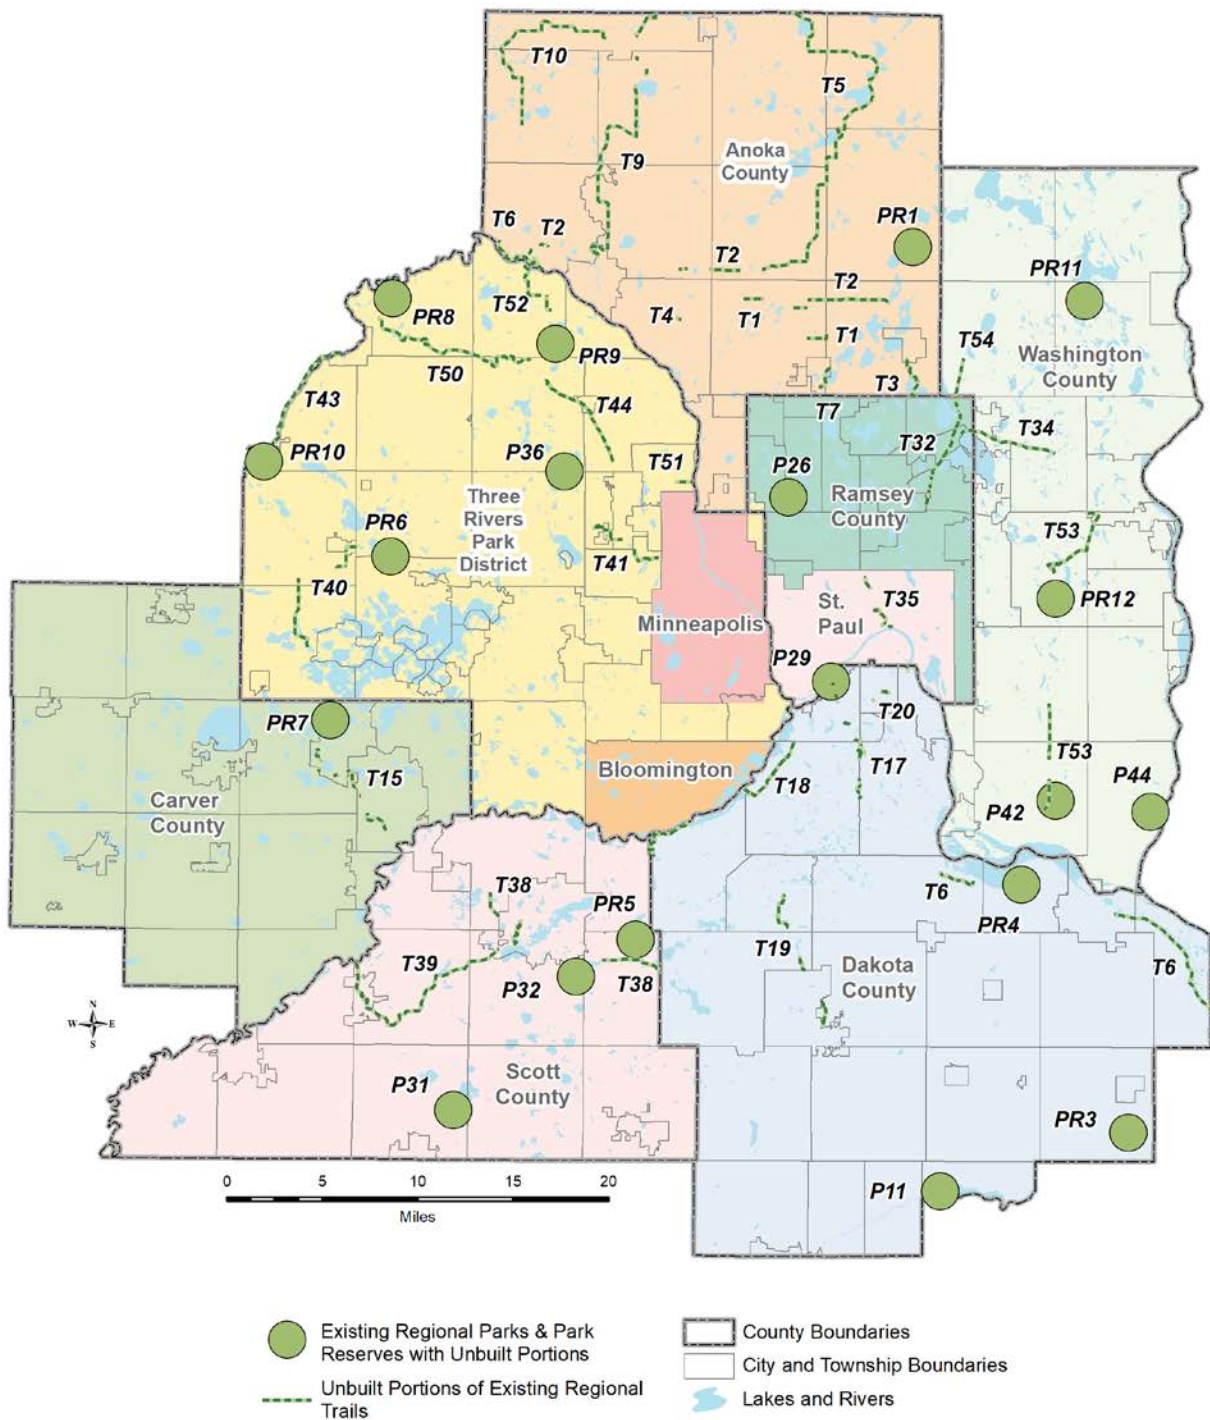 T10
T5
Anoka
County
T9
PR1
T6
T2
T2
PR11
T2
T52
PR8
T4
T1
PR9
T1
T54
Washington
County
T50
T3
T43
T44
T7
T34
T32
PR10
P36
T51
P26
Ramsey
County
Three
Rivers
Park
District
PR6
T53
T41
T40
PR12
T35
St.
Paul
Minneapolis
P29
PR7
T20
T53
T18
T17
Bloomington
T15
P44
P42
Carver
County
T38
T6
PR5
PR4
T19
T39
P32
T38
Dakota
County
T6
N
W E
S
Scott
County
P31
PR3
0 5 10 20
Miles
P11
Existing Regional Parks & Park
Reserves with Unbuilt Portions
Unbuilt Portions of Existing Regional
Trails
County Boundaries
City and Township Boundaries
Lakes and Rivers